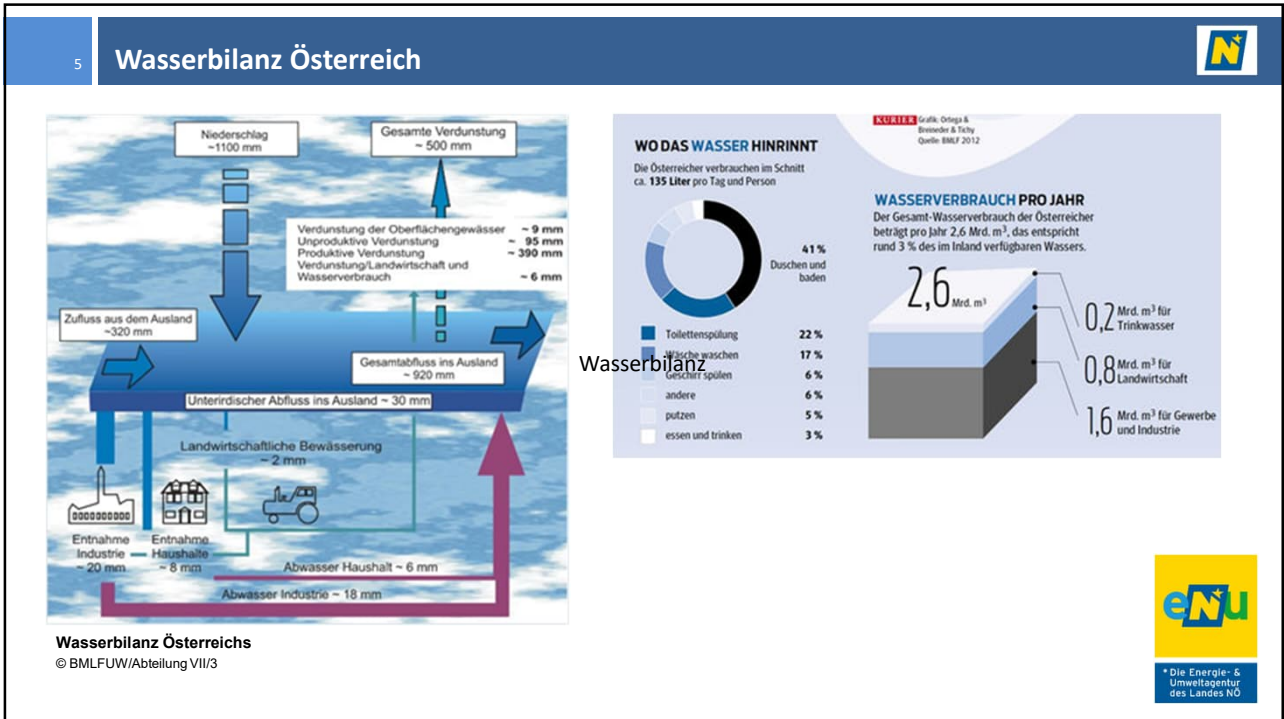 5
Wasserbilanz Österreich
N
Niederschlag
~1100 mm
Gesamte Verdunstung
~ 500 mm
Verdunstung der Oberflächengewässer ~ 9 mm
Unproduktive Verdunstung ~ 95 mm
Produktive Verdunstung ~ 390 mm
Verdunstung/Landwirtschaft und
Wasserverbrauch ~ 6 mm
Zufluss aus dem Ausland
~320 mm
Gesamtabfluss ins Ausland
~ 920 mm
Unterirdischer Abfluss ins Ausland ~ 30 mm
Landwirtschaftliche Bewässerung
~ 2 mm
Entnahme
Industrie
~ 20 mm
Entnahme
Haushalte
~ 8 mm
Abwasser Haushalt ~ 6 mm
Abwasser Industrie ~ 18 mm
Wasserbilanz Österreichs
© BMLFUW/Abteilung VII/3
Wasserbilanz
KURIER Grafik: Ortega &
Breineder & Tichy
Quelle: BMLF 2012
WO DAS WASSER HINRINNT
Die Österreicher verbrauchen im Schnitt
ca. 135 Liter pro Tag und Person
41 %
Duschen und
baden
Toilettenspülung 22 %
Wäsche waschen 17 %
Geschirr spülen 6 %
andere 6 %
putzen 5 %
essen und trinken 3 %
WASSERVERBRAUCH PRO JAHR
Der Gesamt-Wasserverbrauch der Österreicher
beträgt pro Jahr 2,6 Mrd. m³, das entspricht
rund 3 % des im Inland verfügbaren Wassers.
2,6 Mrd. m³
0,2 Mrd. m³ für
Trinkwasser
0,8 Mrd. m³ für
Landwirtschaft
1,6 Mrd. m³ für Gewerbe
und Industrie
eNu
* Die Energie- &
Umweltagentur
des Landes NÖ